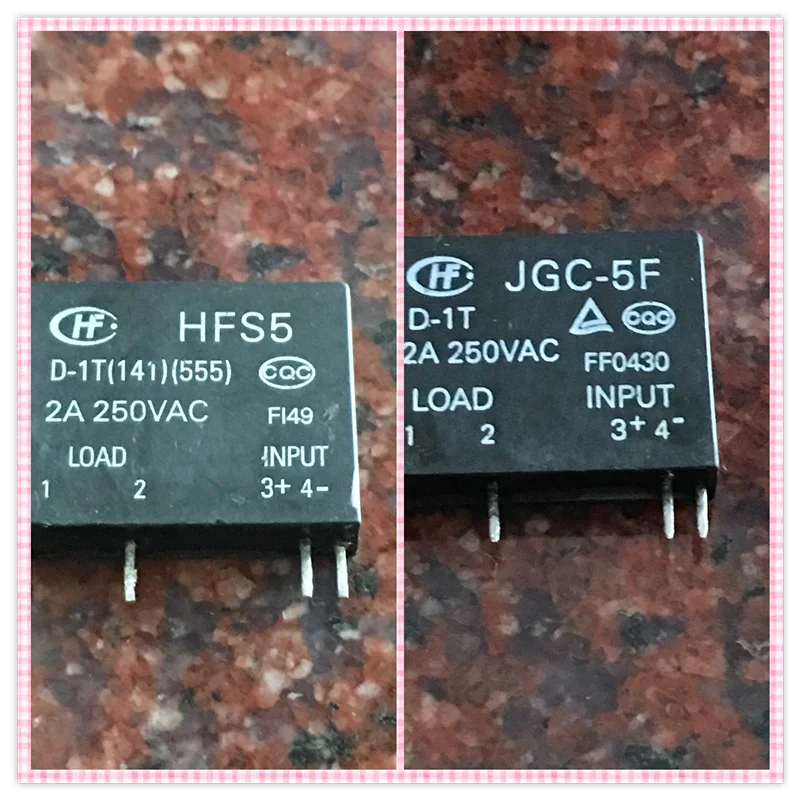 HF HFS5
D-1T(141)(555) CQC
2A 250VAC FI49
LOAD INPUT
1 2 3+ 4-
HF JGC-5F
D-1T CQC
2A 250VAC FF0430
LOAD INPUT
1 2 3+ 4-